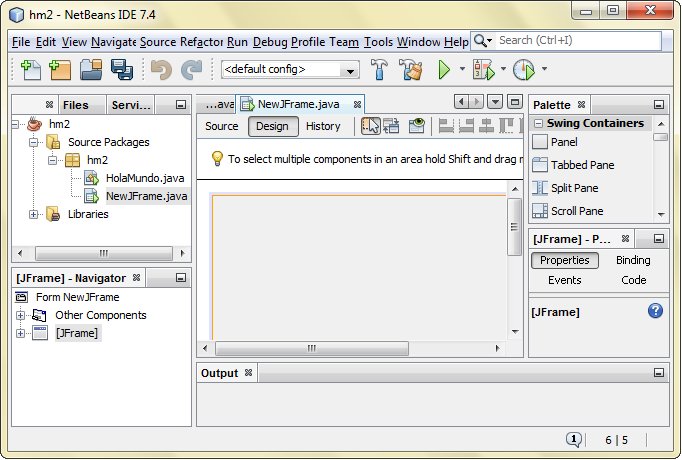 hm2 - NetBeans IDE 7.4
File Edit View Navigate Source Refactor Run Debug Profile Team Tools Window Help Search (Ctrl+I)
<default config>
Files Servi...
hm2
Source Packages
hm2
HolaMundo.java
NewJFrame.java
Libraries
[JFrame] - Navigator
Form NewJFrame
Other Components
[JFrame]
...ava NewJFrame.java
Source Design History
To select multiple components in an area hold Shift and drag m
Palette
Swing Containers
Panel
Tabbed Pane
Split Pane
Scroll Pane
[JFrame] - P...
Properties Binding
Events Code
[JFrame]
Output
1 6 | 5